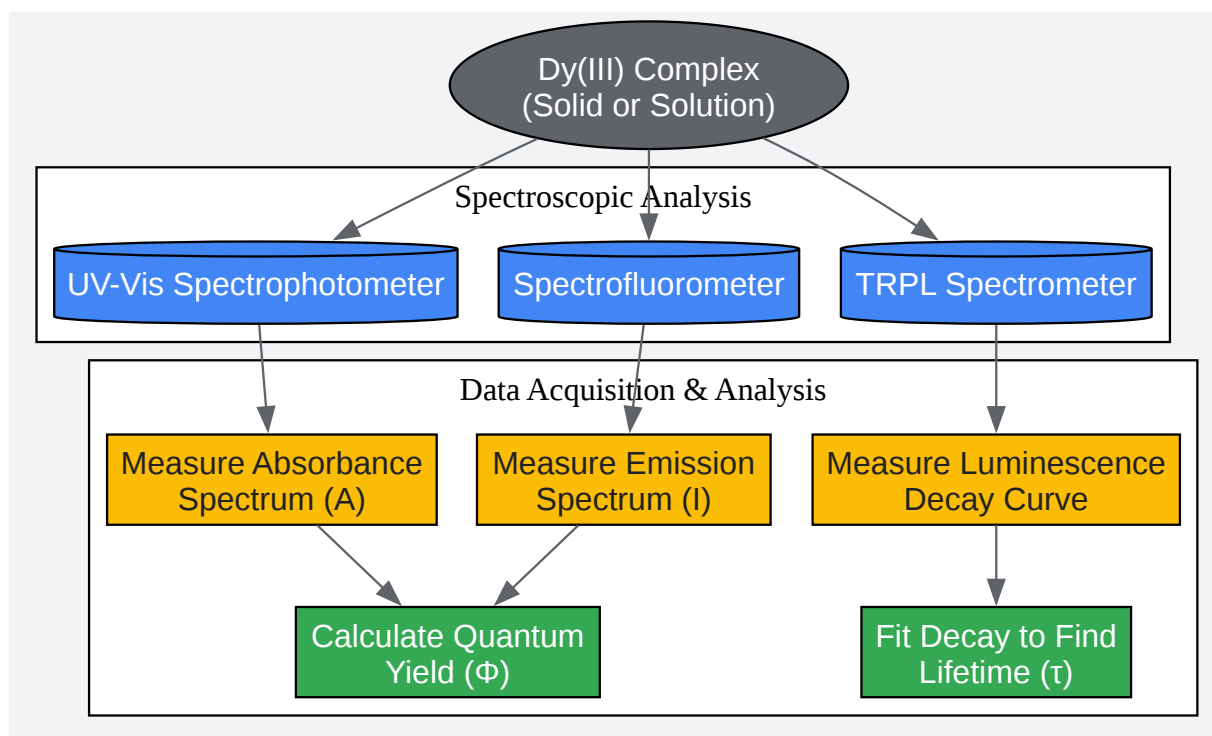 Dy(III) Complex
(Solid or Solution)
Spectroscopic Analysis
UV-Vis Spectrophotometer
Spectrofluorometer
TRPL Spectrometer
Data Acquisition & Analysis
Measure Absorbance
Spectrum (A)
Measure Emission
Spectrum (I)
Measure Luminescence
Decay Curve
Calculate Quantum
Yield (Φ)
Fit Decay to Find
Lifetime (τ)